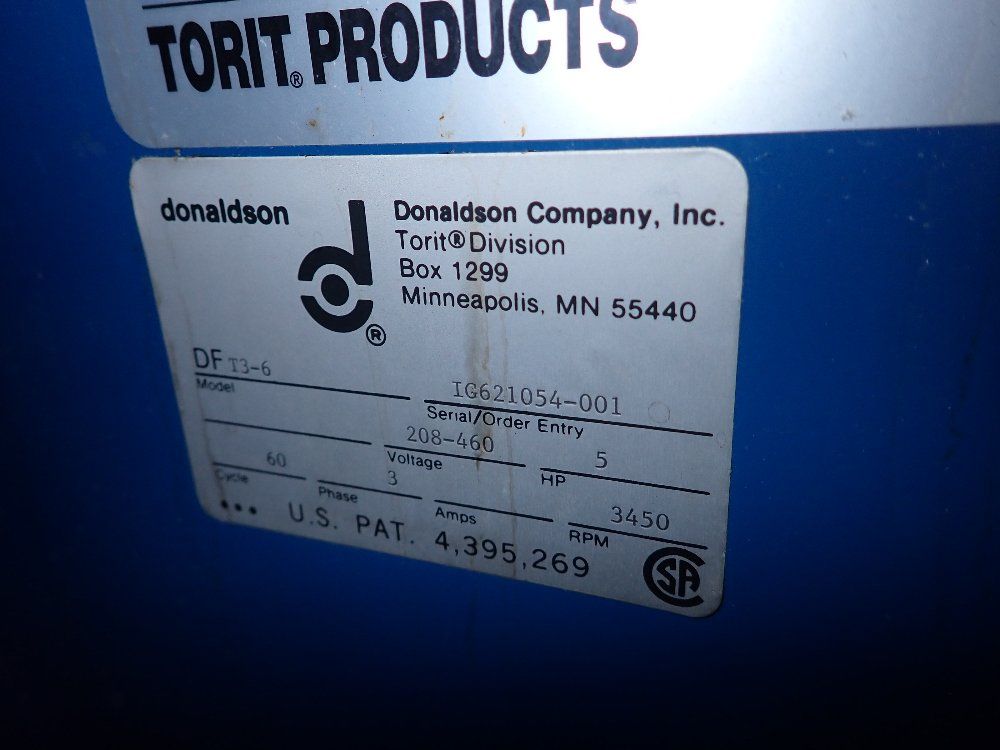 TORIT® PRODUCTS
donaldson
Donaldson Company, Inc.
Torit® Division
Box 1299
Minneapolis, MN 55440
®
DF T3-6
Model
IG621054-001
Serial/Order Entry
208-460
Voltage
5
HP
60
Cycle
3
Phase
Amps
3450
RPM
••• U.S. PAT. 4,395,269
SA